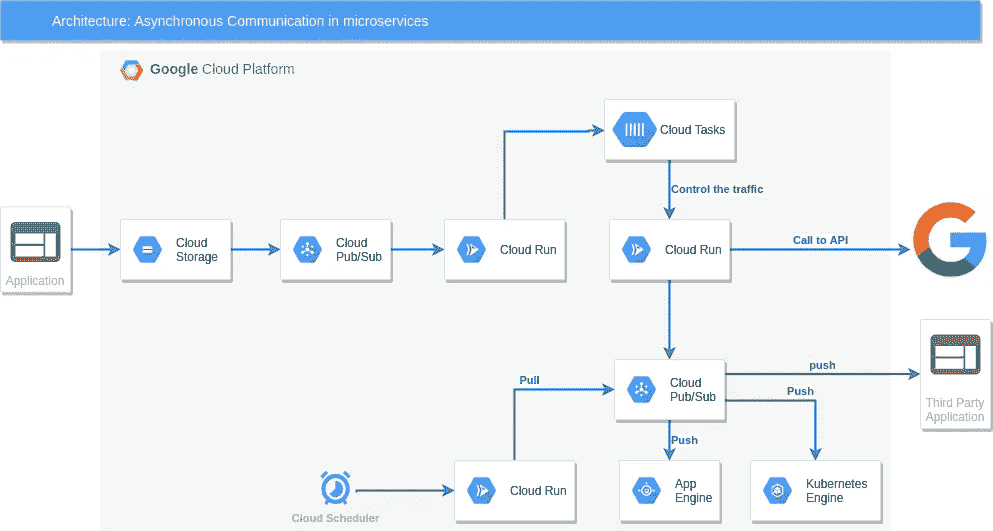 Architecture: Asynchronous Communication in microservices
Google Cloud Platform
Cloud Tasks
Control the traffic
Application
Cloud
Storage
Cloud
Pub/Sub
Cloud Run
Cloud Run
Call to API
Cloud
Pub/Sub
push
Push
Push
Pull
Third Party
Application
Cloud Scheduler
Cloud Run
App
Engine
Kubernetes
Engine